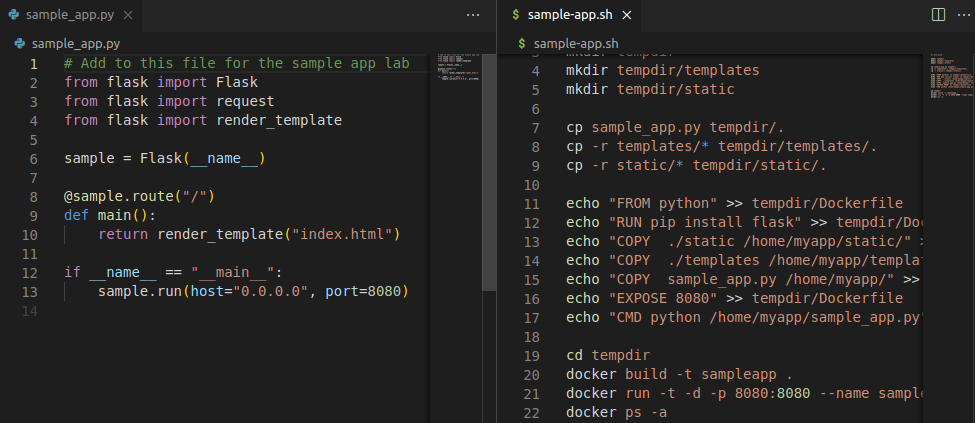 sample_app.py
sample_app.py
1 # Add to this file for the sample app lab
2 from flask import Flask
3 from flask import request
4 from flask import render_template
5
6 sample = Flask(__name__)
7
8 @sample.route("/")
9 def main():
10 return render_template("index.html")
11
12 if __name__ == "__main__":
13 sample.run(host="0.0.0.0", port=8080)
14
$ sample-app.sh
$ sample-app.sh
mkdir tempdir
4 mkdir tempdir/templates
5 mkdir tempdir/static
6
7 cp sample_app.py tempdir/.
8 cp -r templates/* tempdir/templates/.
9 cp -r static/* tempdir/static/.
10
11 echo "FROM python" >> tempdir/Dockerfile
12 echo "RUN pip install flask" >> tempdir/Doc
13 echo "COPY  ./static /home/myapp/static/" >
14 echo "COPY  ./templates /home/myapp/templat
15 echo "COPY  sample_app.py /home/myapp/" >>
16 echo "EXPOSE 8080" >> tempdir/Dockerfile
17 echo "CMD python /home/myapp/sample_app.py"
18
19 cd tempdir
20 docker build -t sampleapp .
21 docker run -t -d -p 8080:8080 --name sampl
22 docker ps -a